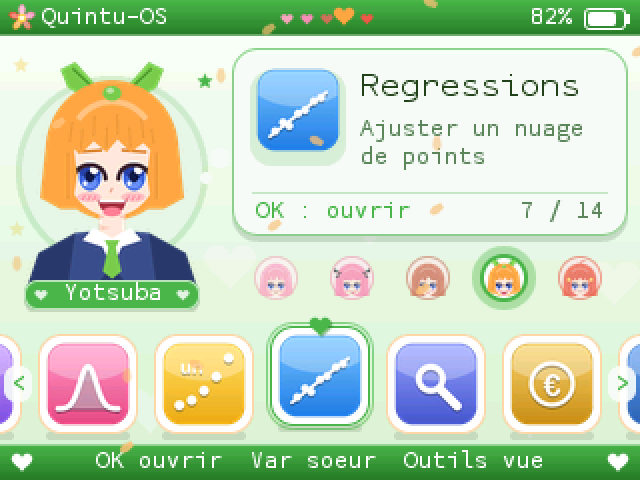 Quintu-OS
82%
Regressions
Ajuster un nuage
de points
OK : ouvrir
7 / 14
Yotsuba
<
un
€
>
OK ouvrir Var soeur Outils vue